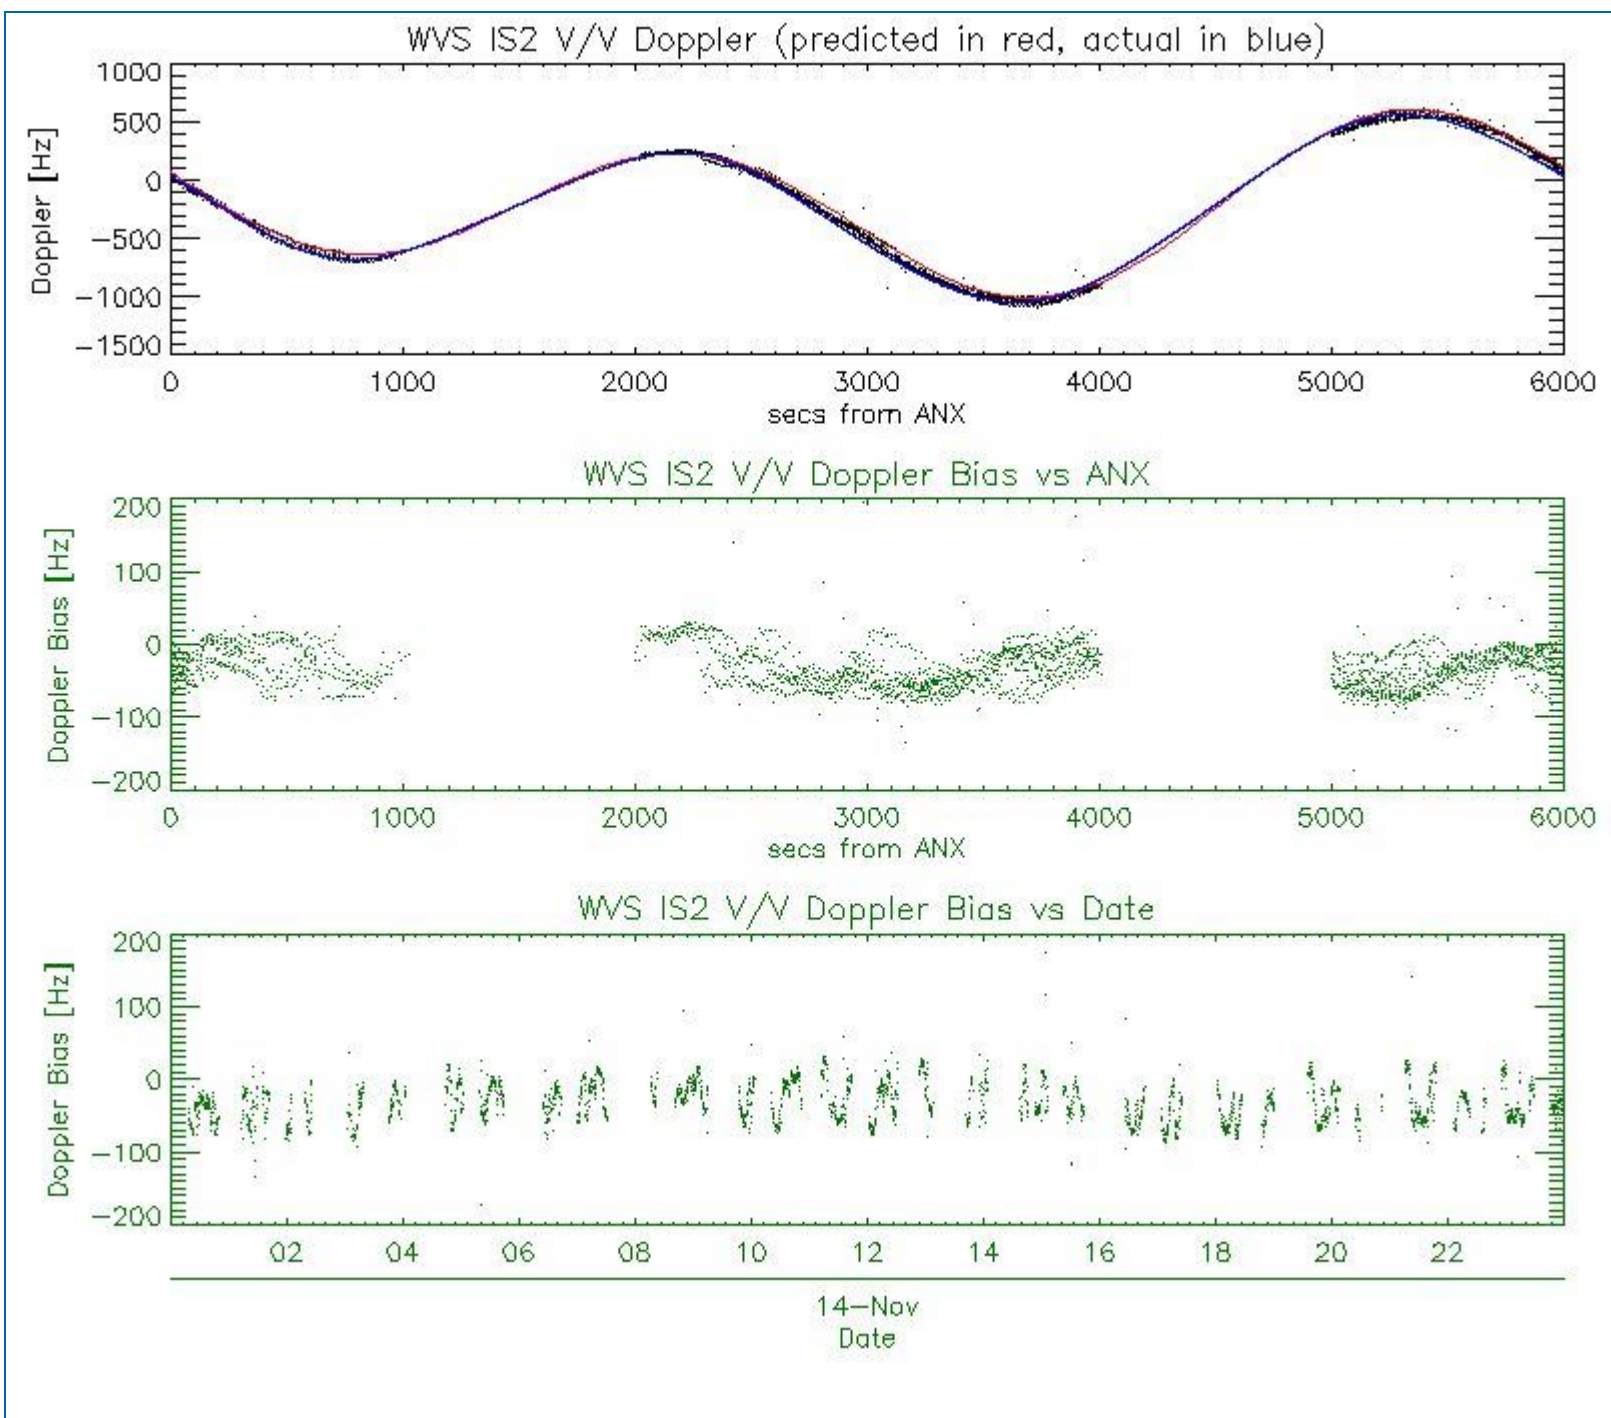 WVS IS2 V/V Doppler (predicted in red, actual in blue)
1000
500
0
−500
−1000
−1500
Doppler [Hz]
0 1000 2000 3000 4000 5000 6000
secs from ANX
WVS IS2 V/V Doppler Bias vs ANX
200
100
0
−100
−200
Doppler Bias [Hz]
0 1000 2000 3000 4000 5000 6000
secs from ANX
WVS IS2 V/V Doppler Bias vs Date
200
100
0
−100
−200
Doppler Bias [Hz]
02 04 06 08 10 12 14 16 18 20 22
14−Nov
Date